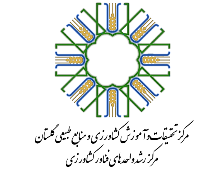 مرکز تحقیقات و آموزش کشاورزی و منابع طبیعی گلستان
مرکز رشد واحدهای فناور کشاورزی